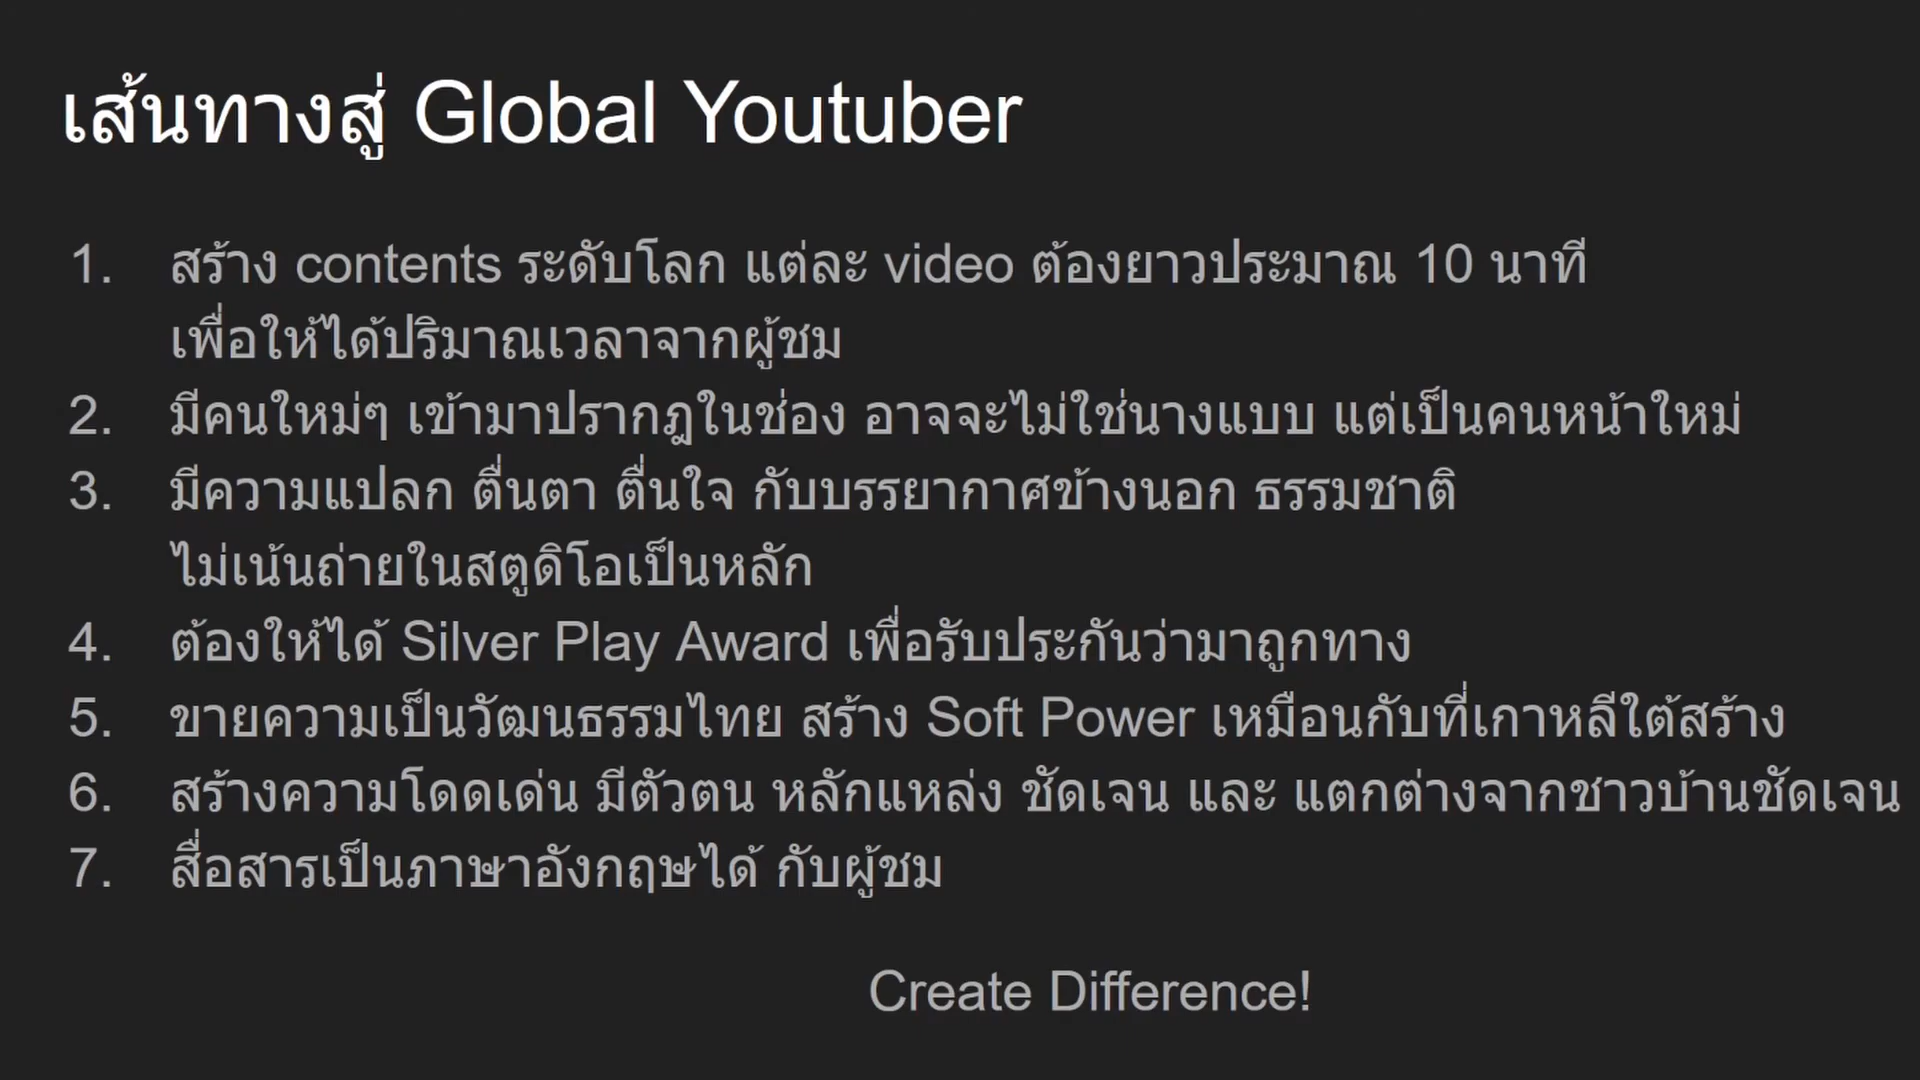 เส้นทางสู่ Global Youtuber
1. สร้าง contents ระดับโลก แต่ละ video ต้องยาวประมาณ 10 นาที
เพื่อให้ได้ปริมาณเวลาจากผู้ชม
2. มีคนใหม่ๆ เข้ามาปรากฎในช่อง อาจจะไม่ใช่นางแบบ แต่เป็นคนหน้าใหม่
3. มีความแปลก ตื่นตา ตื่นใจ กับบรรยากาศข้างนอก ธรรมชาติ
ไม่เน้นถ่ายในสตูดิโอเป็นหลัก
4. ต้องให้ได้ Silver Play Award เพื่อรับประกันว่ามาถูกทาง
5. ขายความเป็นวัฒนธรรมไทย สร้าง Soft Power เหมือนกับที่เกาหลีใต้สร้าง
6. สร้างความโดดเด่น มีตัวตน หลักแหล่ง ชัดเจน และ แตกต่างจากชาวบ้านชัดเจน
7. สื่อสารเป็นภาษาอังกฤษได้ กับผู้ชม
Create Difference!